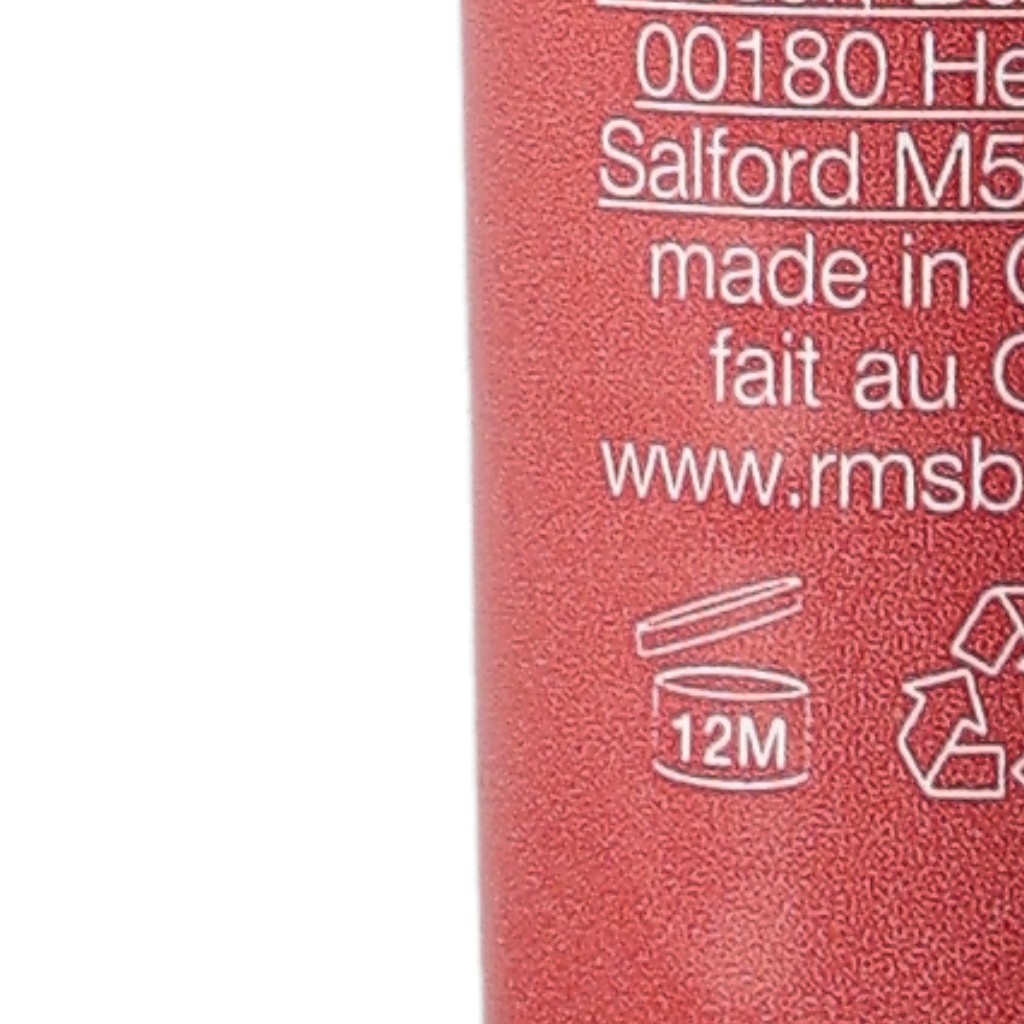 00180 He
Salford M5
made in C
fait au C
www.rmsb
12M